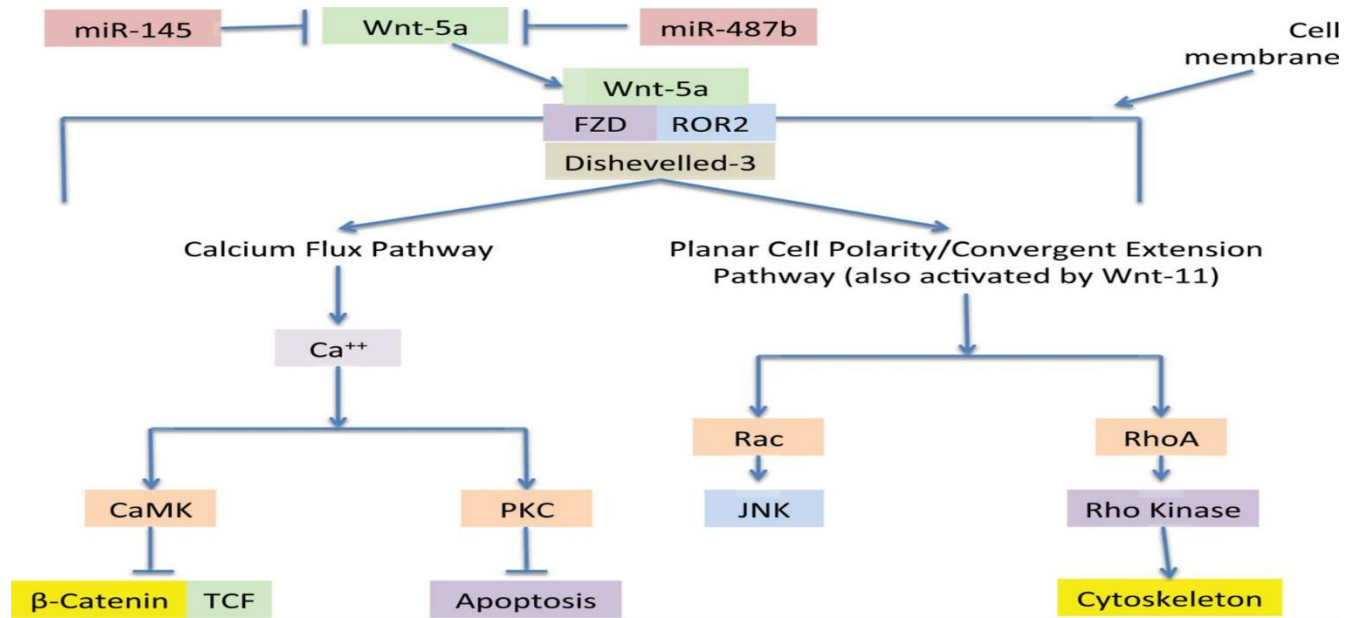 miR-145
Wnt-5a
miR-487b
Cell
membrane
Wnt-5a
FZD
ROR2
Dishevelled-3
Calcium Flux Pathway
Planar Cell Polarity/Convergent Extension
Pathway (also activated by Wnt-11)
Ca⁺⁺
Rac
RhoA
CaMK
PKC
JNK
Rho Kinase
β-Catenin
TCF
Apoptosis
Cytoskeleton